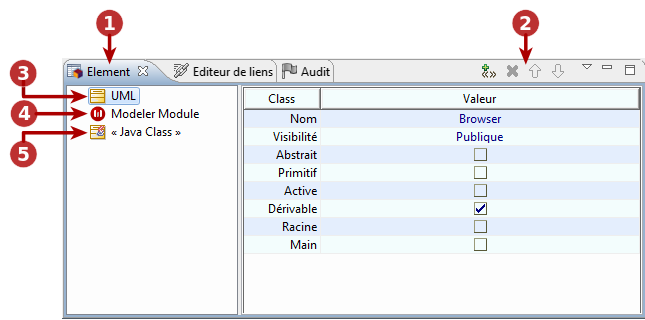 1
2
Element Editeur de liens Audit
3 UML
4 Modeler Module
5 « Java Class »
Class Valeur
Nom Browser
Visibilité Publique
Abstrait
Primitif
Active
Dérivable
Racine
Main